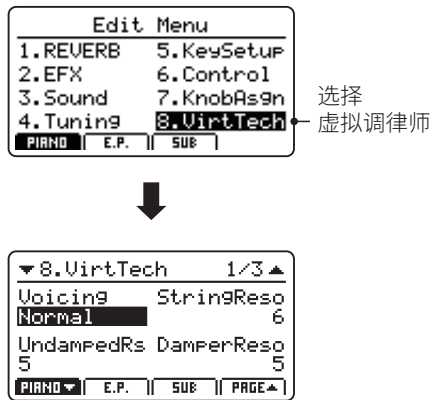 Edit Menu
1.REVERB 5.KeySetup
2.EFX 6.Control
3.Sound 7.KnobAsgn
4.Tuning 8.VirtTech
PIANO E.P. SUB
选择
虚拟调律师
▼8.VirtTech 1/3▲
Voicing StringReso
Normal 6
UndampedRs DamperReso
5 5
PIANO▼ E.P. SUB PAGE▲